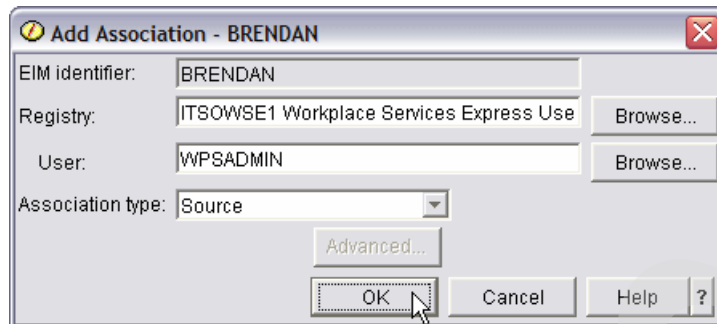 Add Association - BRENDAN
EIM identifier: BRENDAN
Registry: ITSOWSE1 Workplace Services Express Use Browse...
User: WPSADMIN Browse...
Association type: Source
Advanced...
OK Cancel Help ?